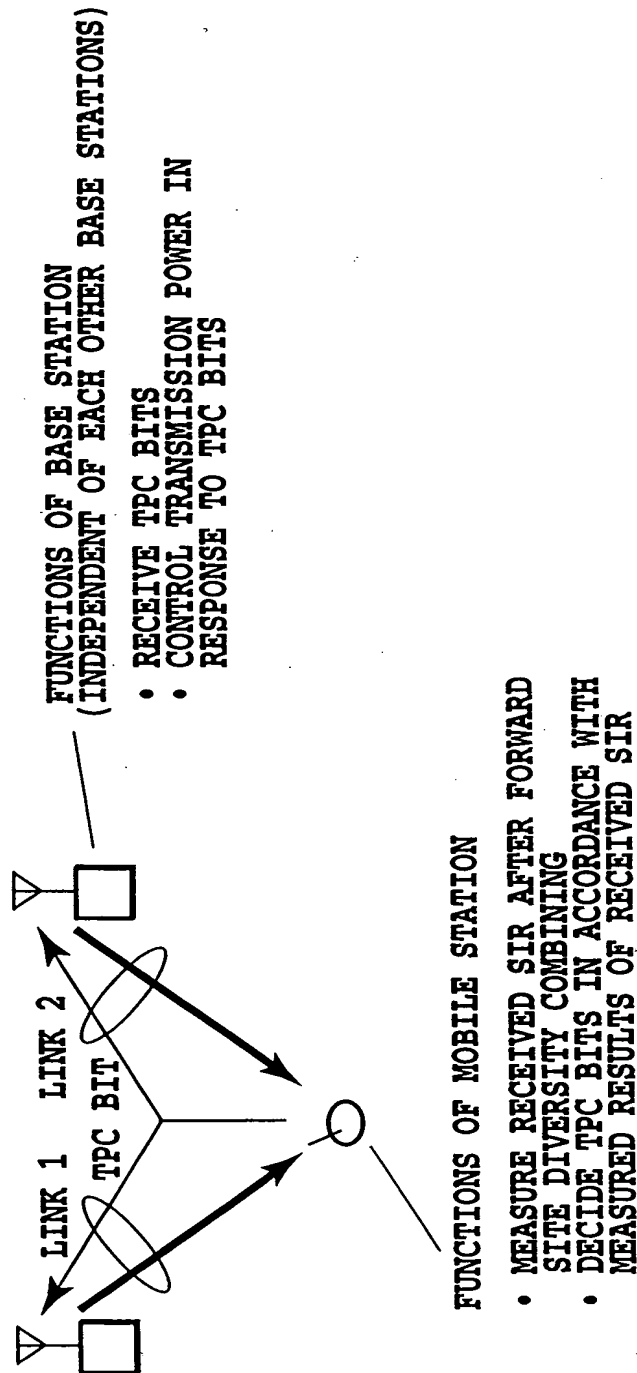 LINK 1 LINK 2
TPC BIT
FUNCTIONS OF BASE STATION
(INDEPENDENT OF EACH OTHER BASE STATIONS)
• RECEIVE TPC BITS
• CONTROL TRANSMISSION POWER IN
RESPONSE TO TPC BITS
FUNCTIONS OF MOBILE STATION
• MEASURE RECEIVED SIR AFTER FORWARD
SITE DIVERSITY COMBINING
• DECIDE TPC BITS IN ACCORDANCE WITH
MEASURED RESULTS OF RECEIVED SIR